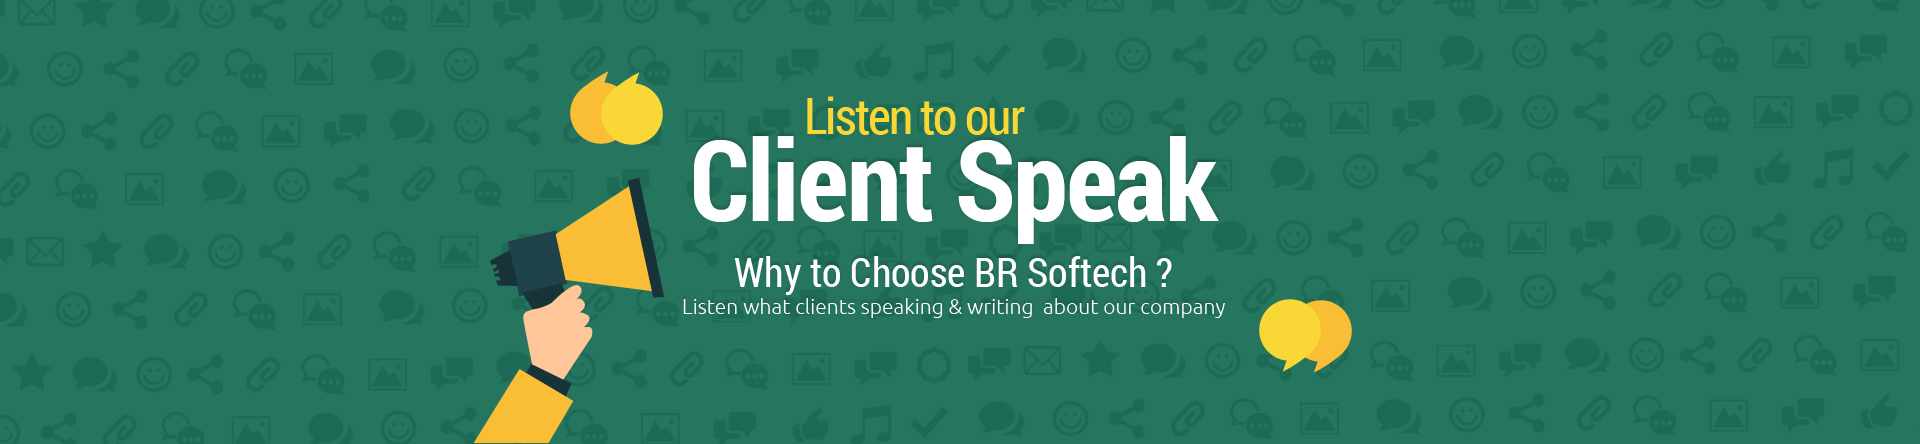 Listen to our
Client Speak
Why to Choose BR Softech ?
Listen what clients speaking & writing about our company